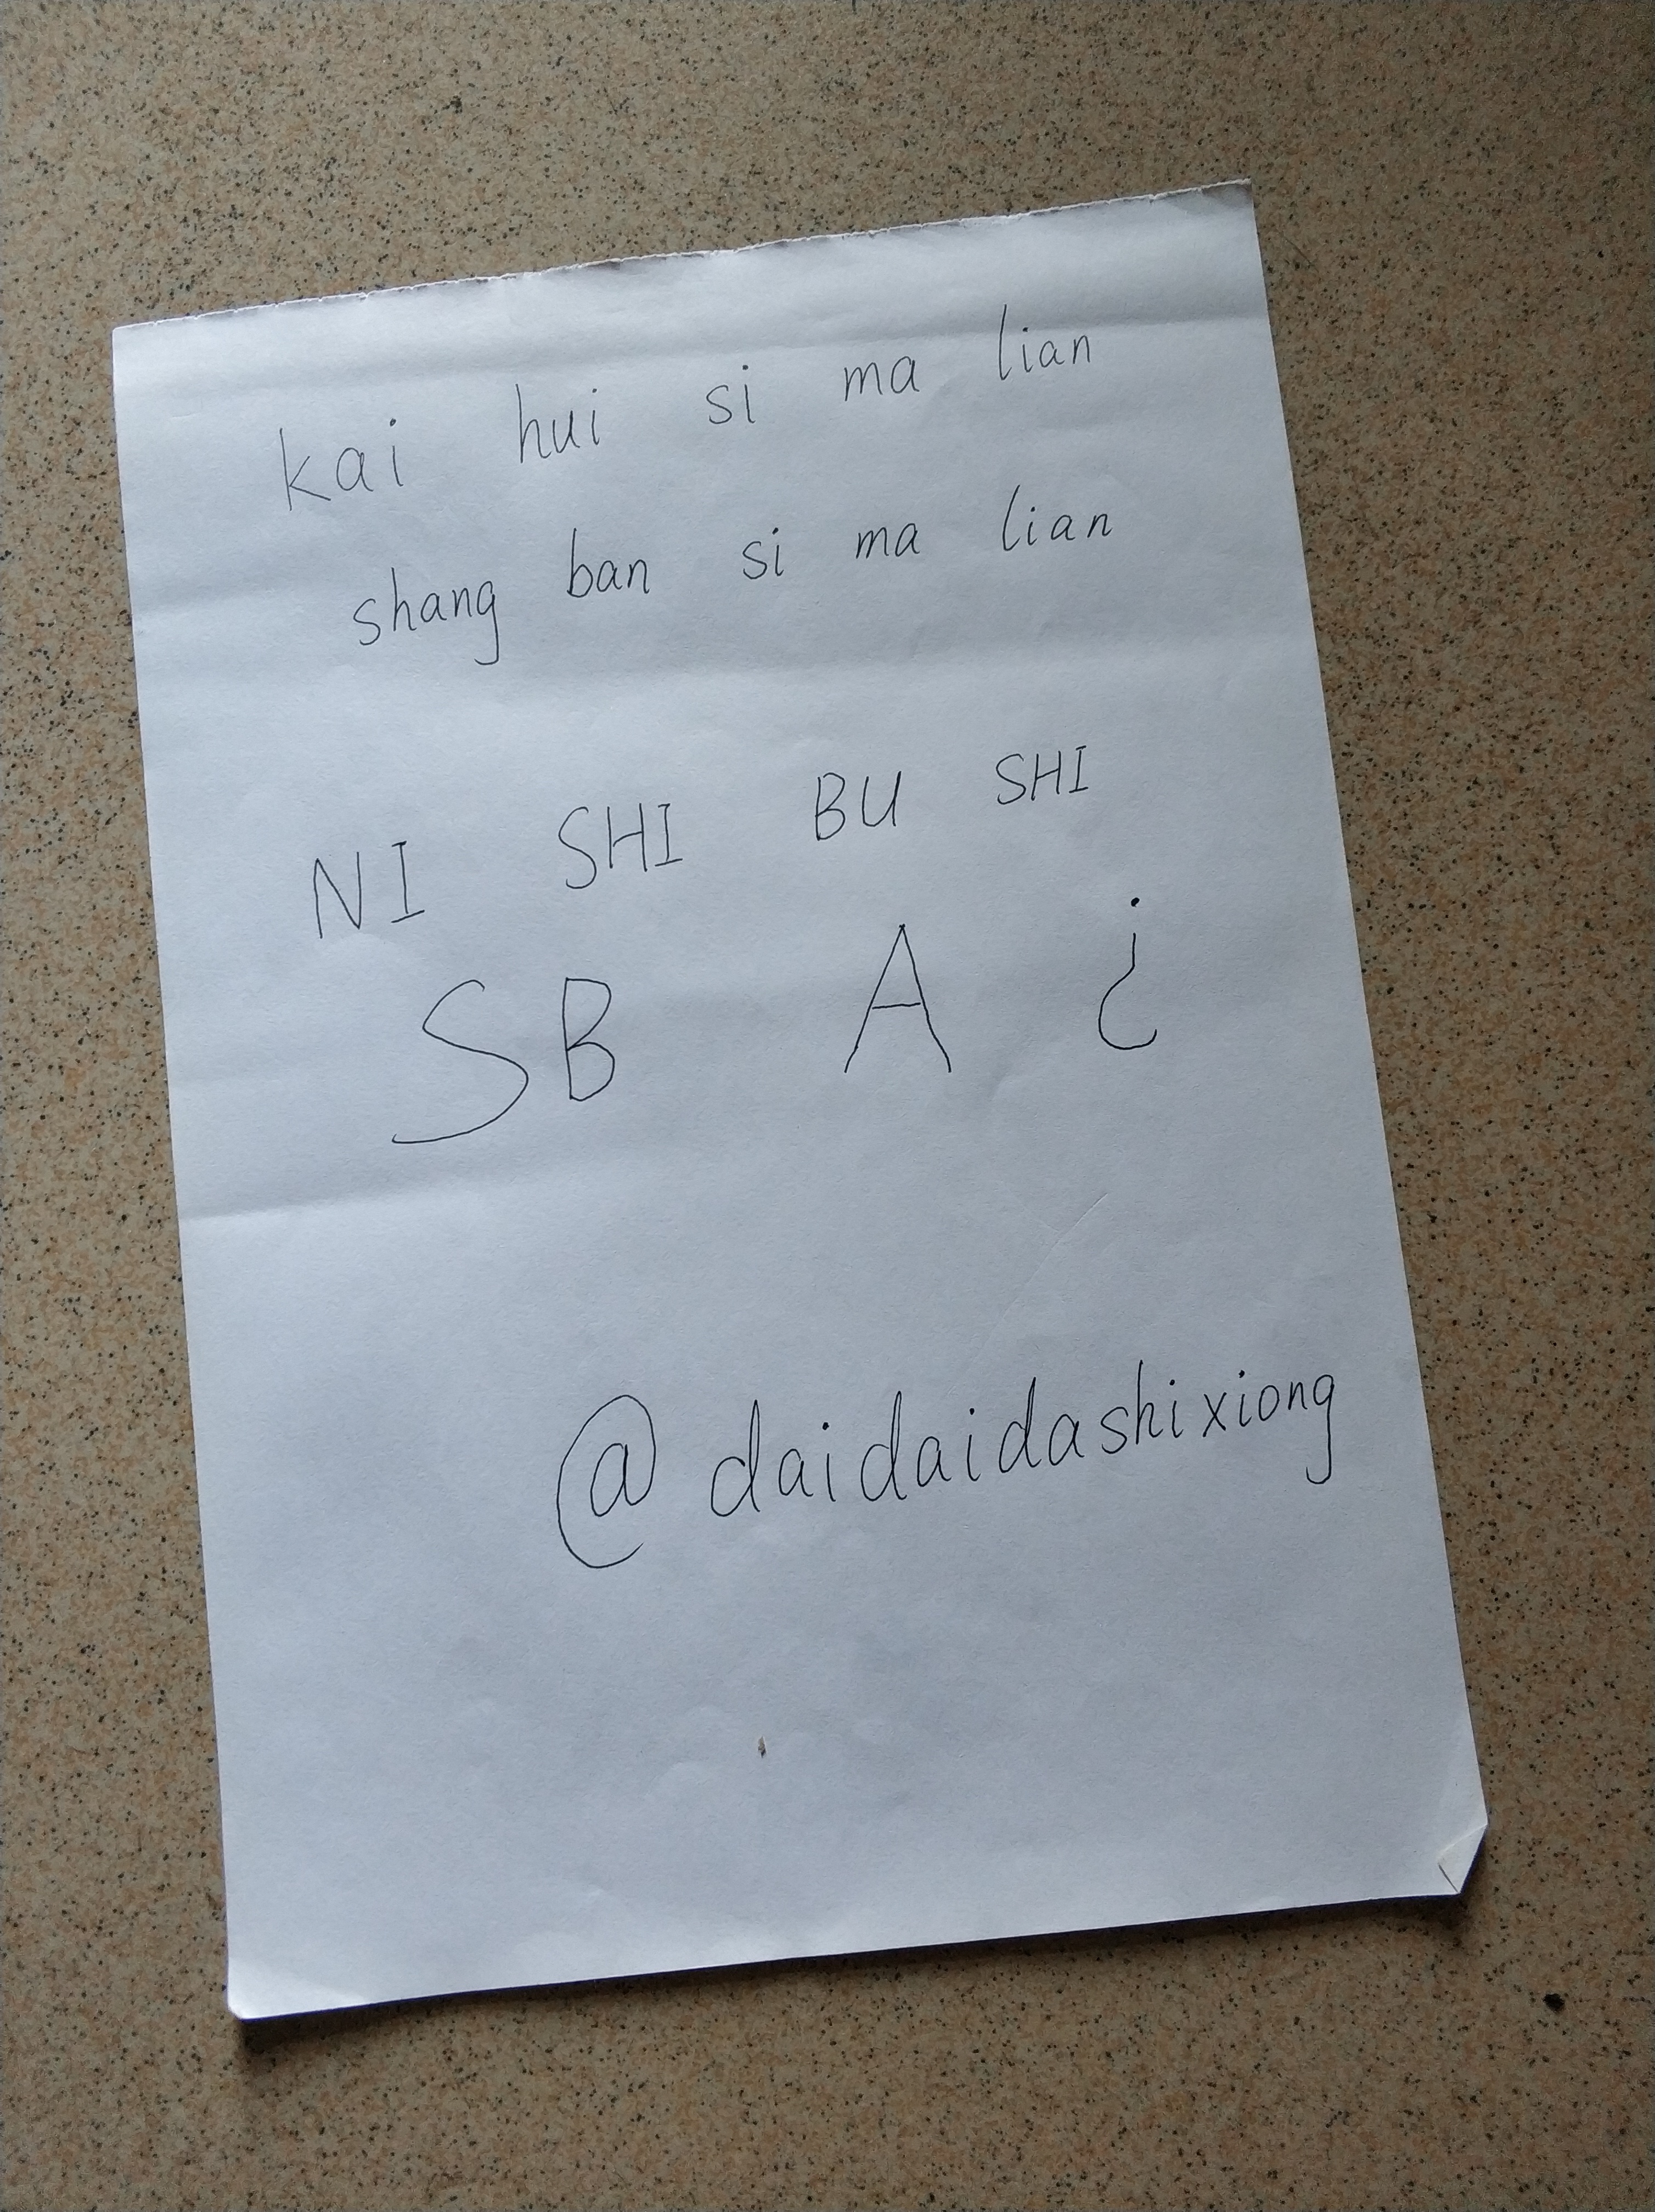 kai hui si ma lian
shang ban si ma lian
NI SHI BU SHI
SB A ¿
@daidaidashixiong